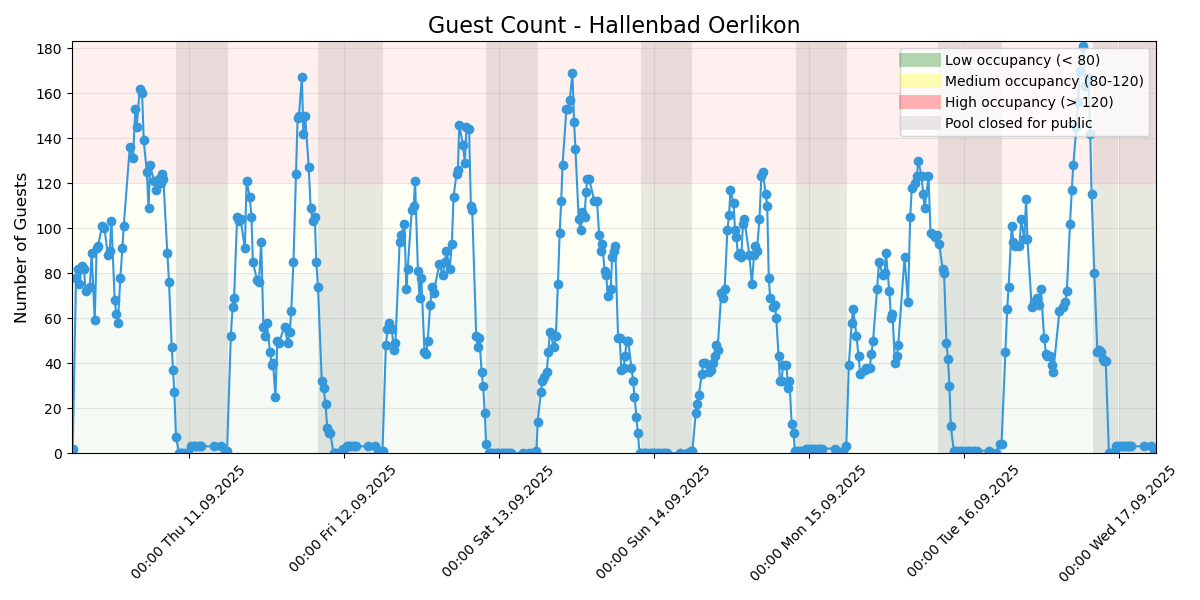 Guest Count - Hallenbad Oerlikon
Number of Guests
180
160
140
120
100
80
60
40
20
0
Low occupancy (< 80)
Medium occupancy (80-120)
High occupancy (> 120)
Pool closed for public
00:00 Thu 11.09.2025
00:00 Fri 12.09.2025
00:00 Sat 13.09.2025
00:00 Sun 14.09.2025
00:00 Mon 15.09.2025
00:00 Tue 16.09.2025
00:00 Wed 17.09.2025